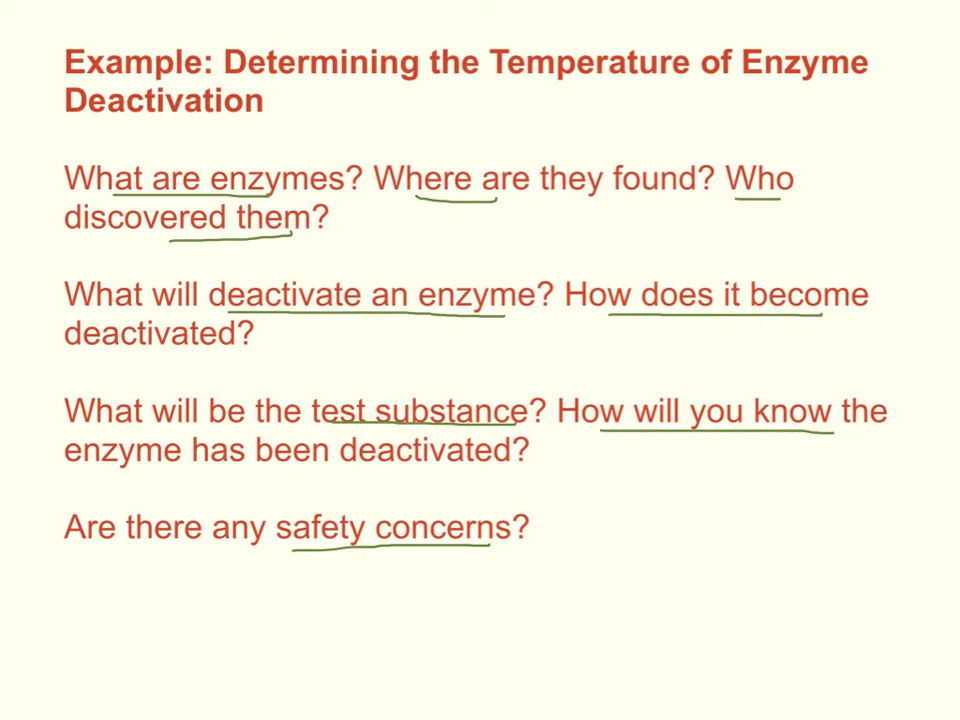 Example: Determining the Temperature of Enzyme
Deactivation
What are enzymes? Where are they found? Who
discovered them?
What will deactivate an enzyme? How does it become
deactivated?
What will be the test substance? How will you know the
enzyme has been deactivated?
Are there any safety concerns?